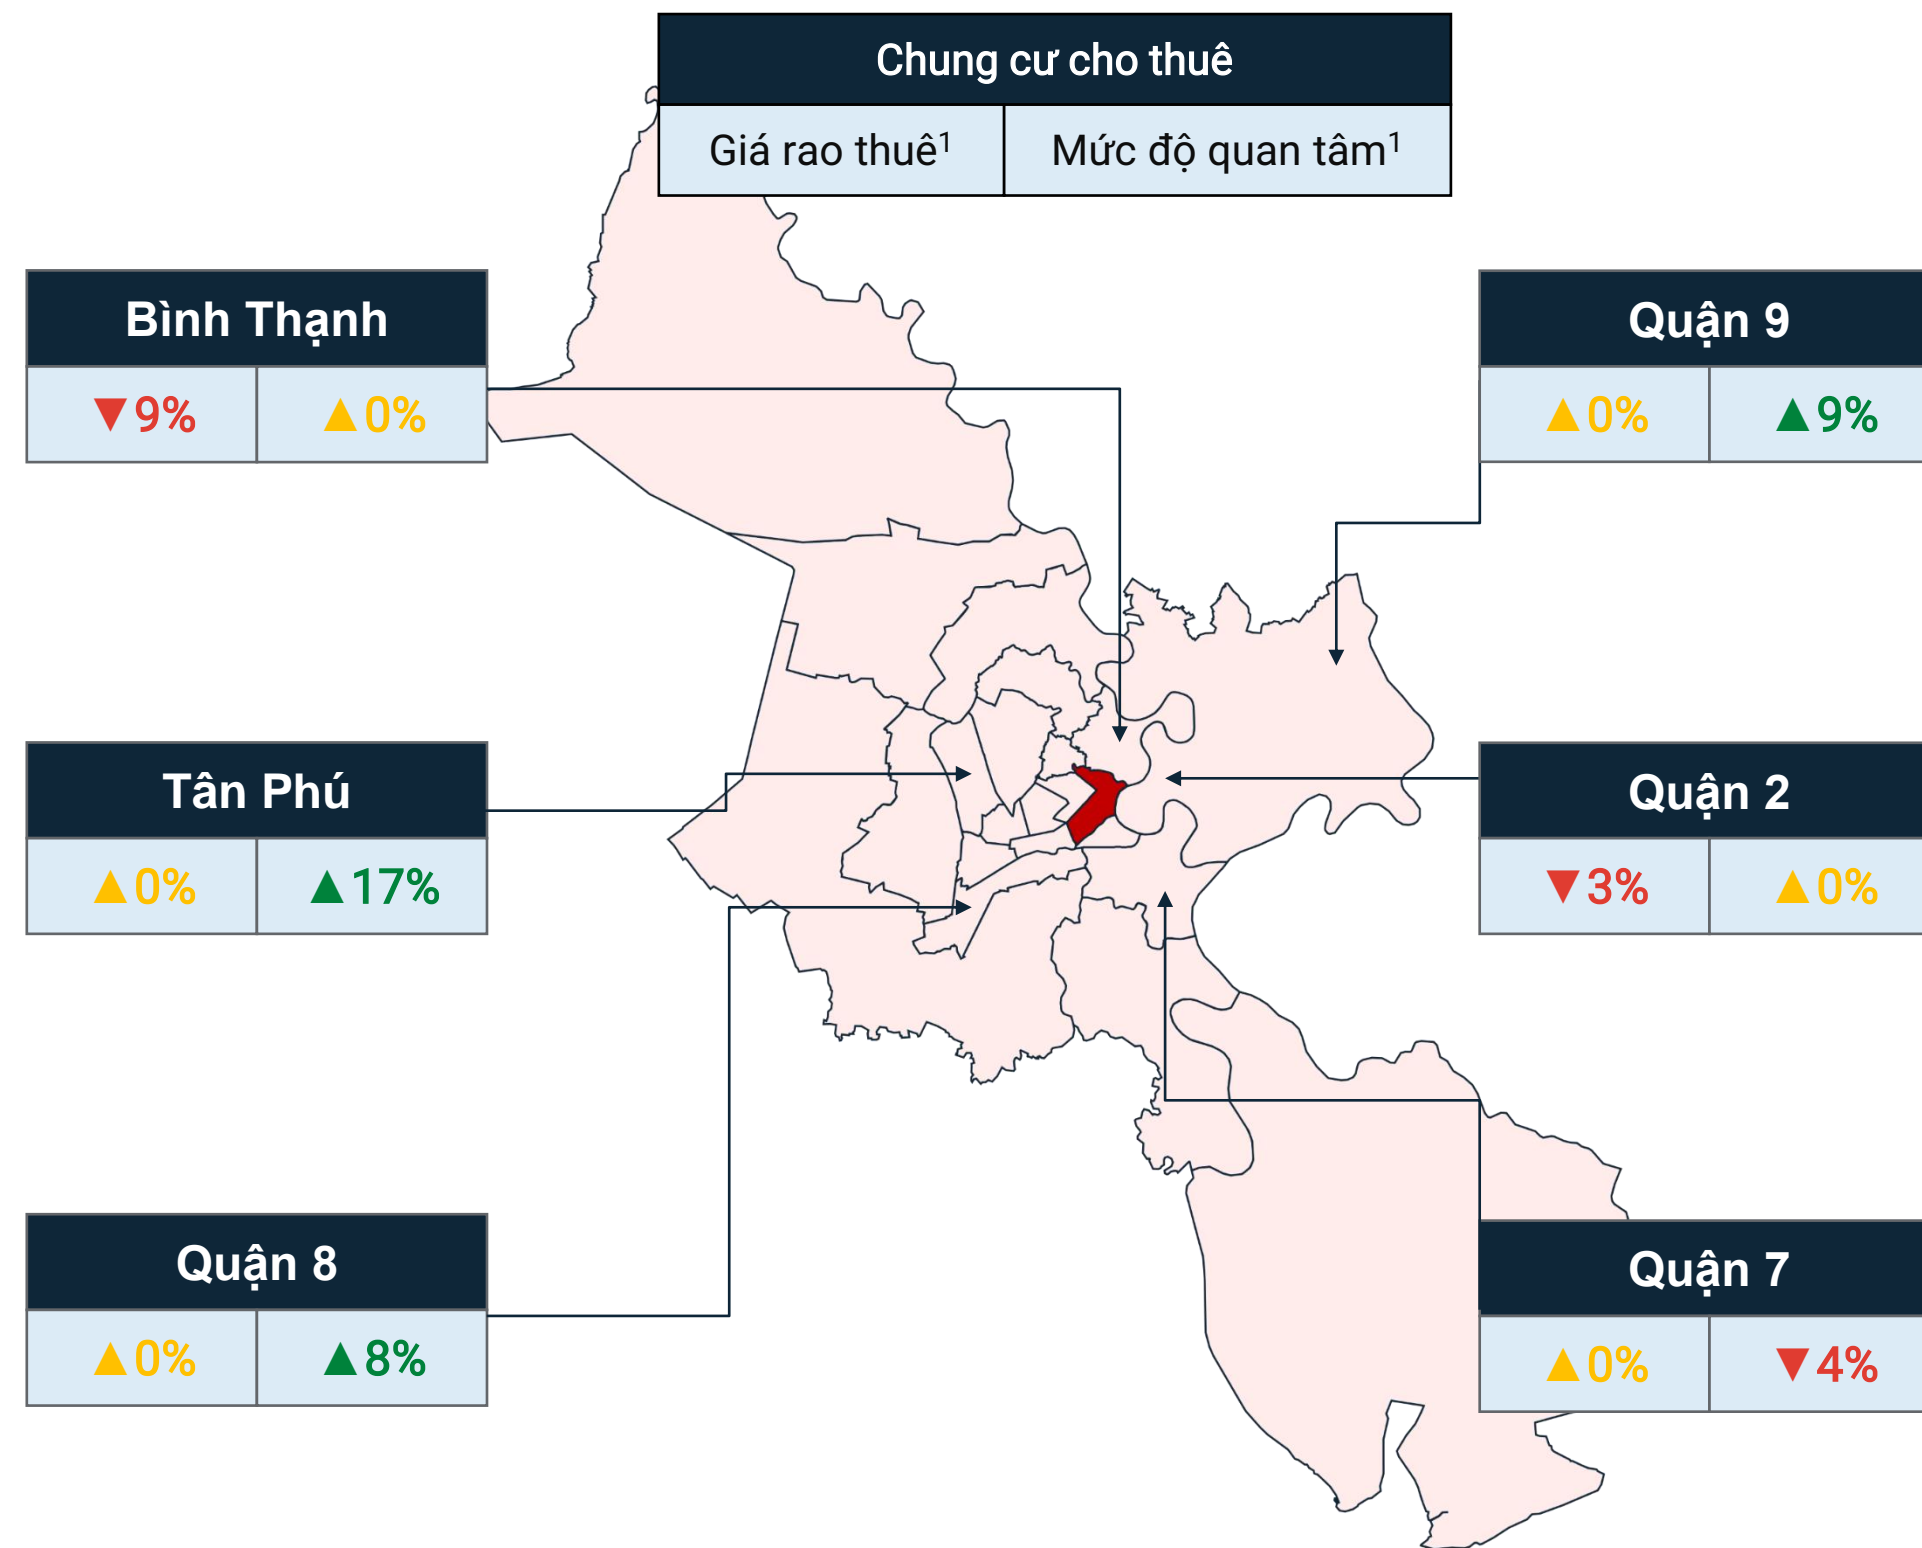 Chung cư cho thuê
Giá rao thuê¹ Mức độ quan tâm¹
Bình Thạnh
▼9% ▲0%
Quận 9
▲0% ▲9%
Tân Phú
▲0% ▲17%
Quận 2
▼3% ▲0%
Quận 8
▲0% ▲8%
Quận 7
▲0% ▼4%